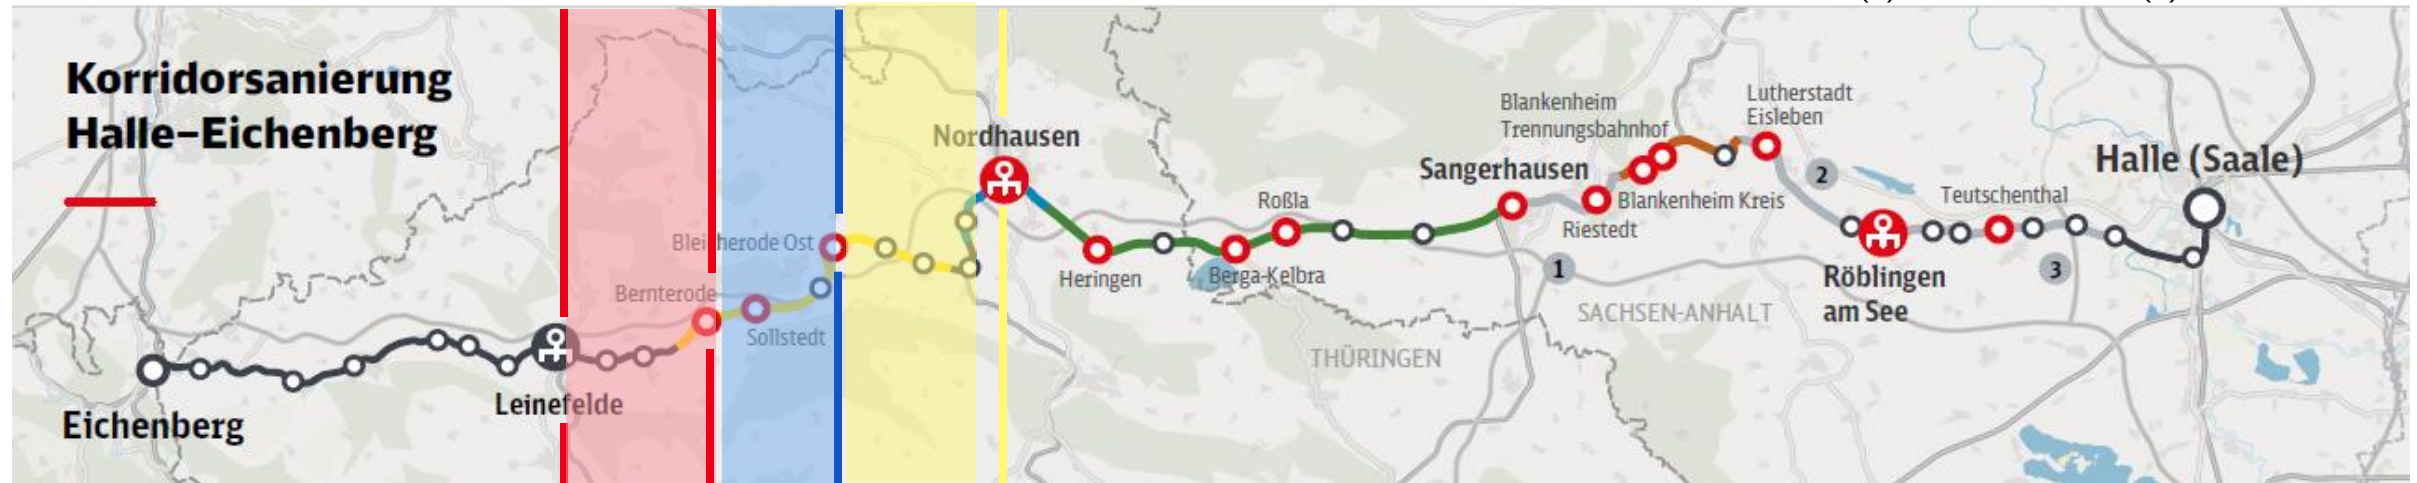 Korridorsanierung
Halle–Eichenberg
Eichenberg
Leinefelde
Bernterode
Sollstedt
Bleicherode Ost
Nordhausen
Heringen
Berga-Kelbra
Roßla
Sangerhausen
Riestedt
Blankenheim Kreis
Blankenheim
Trennungsbahnhof
Lutherstadt
Eisleben
Röblingen
am See
Teutschenthal
Halle (Saale)
1
2
3
THÜRINGEN
SACHSEN-ANHALT